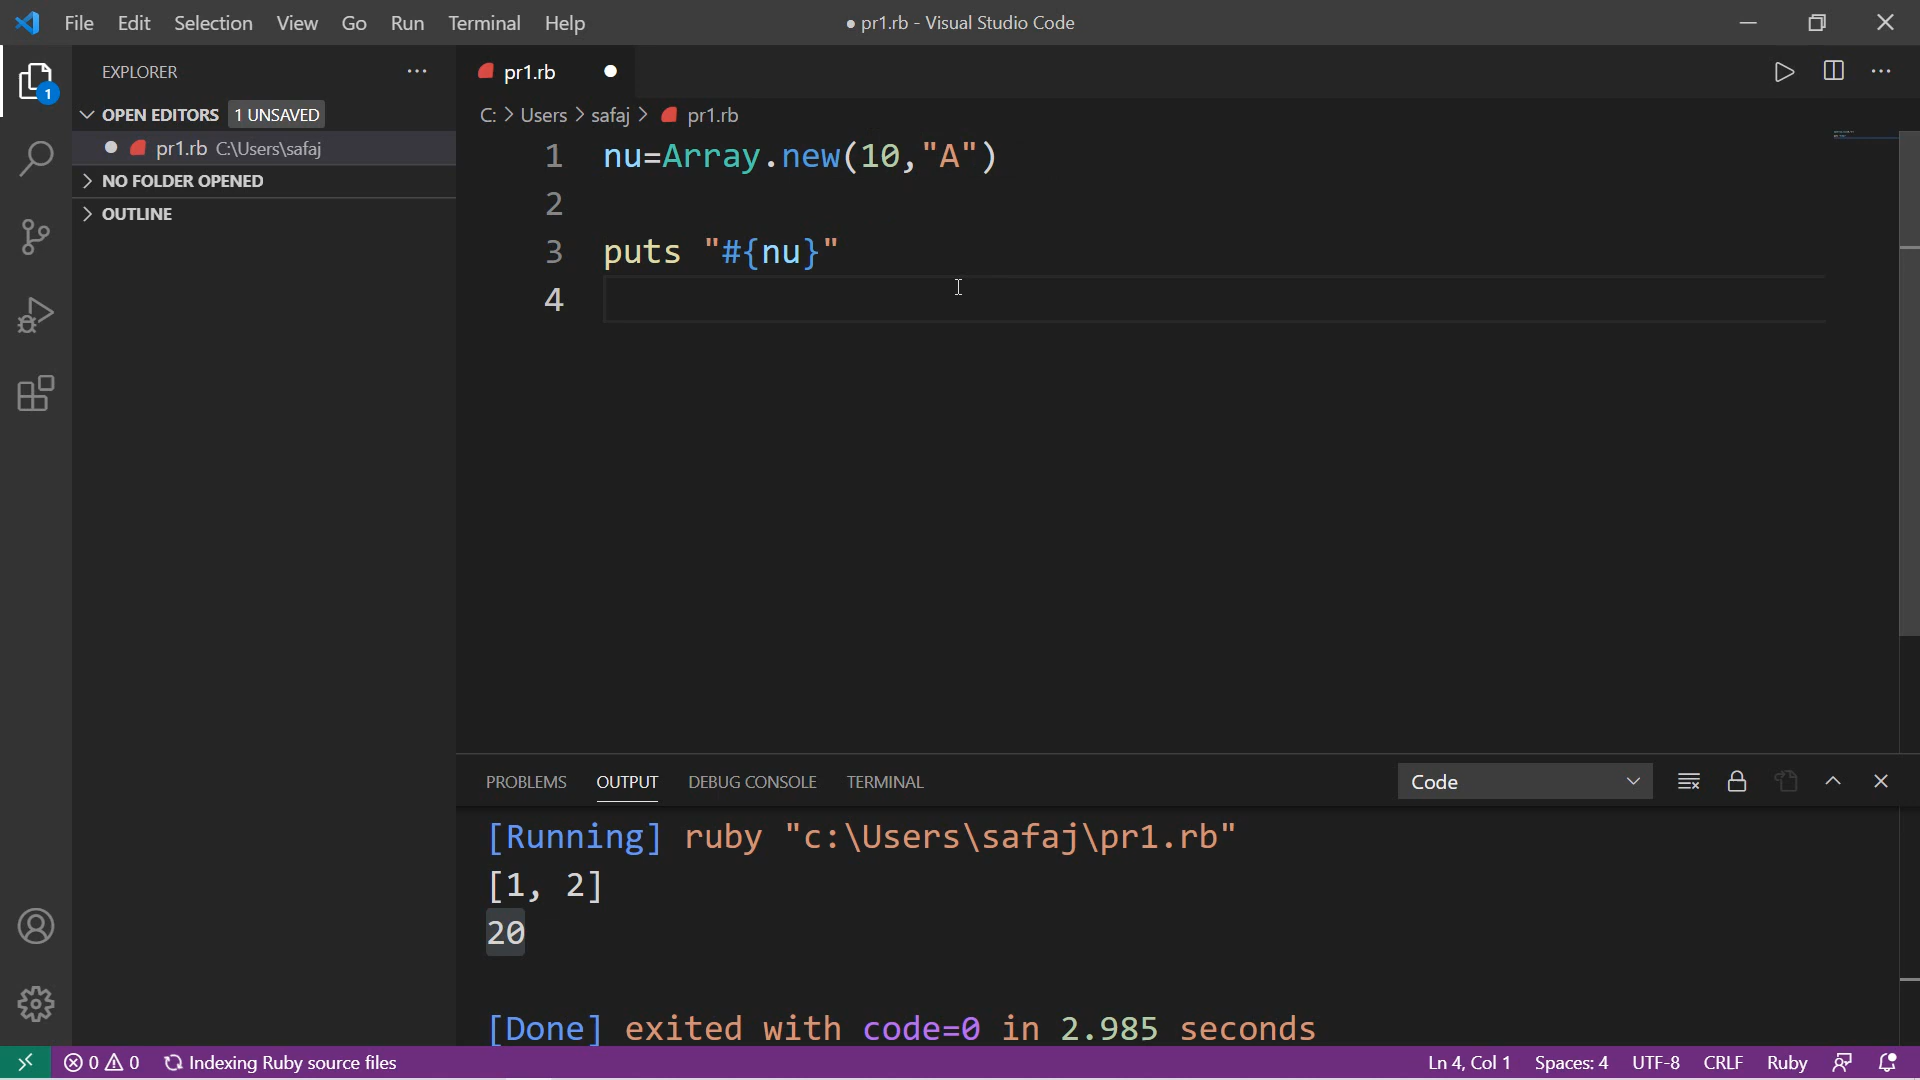 File Edit Selection View Go Run Terminal Help
● pr1.rb - Visual Studio Code
EXPLORER
1
OPEN EDITORS 1 UNSAVED
pr1.rb C:\Users\safaj
NO FOLDER OPENED
OUTLINE
pr1.rb
C: > Users > safaj > pr1.rb
1 nu=Array.new(10,"A")
2
3 puts "#{nu}"
4
PROBLEMS OUTPUT DEBUG CONSOLE TERMINAL
Code
[Running] ruby "c:\Users\safaj\pr1.rb"
[1, 2]
20
[Done] exited with code=0 in 2.985 seconds
0 0 Indexing Ruby source files
Ln 4, Col 1 Spaces: 4 UTF-8 CRLF Ruby